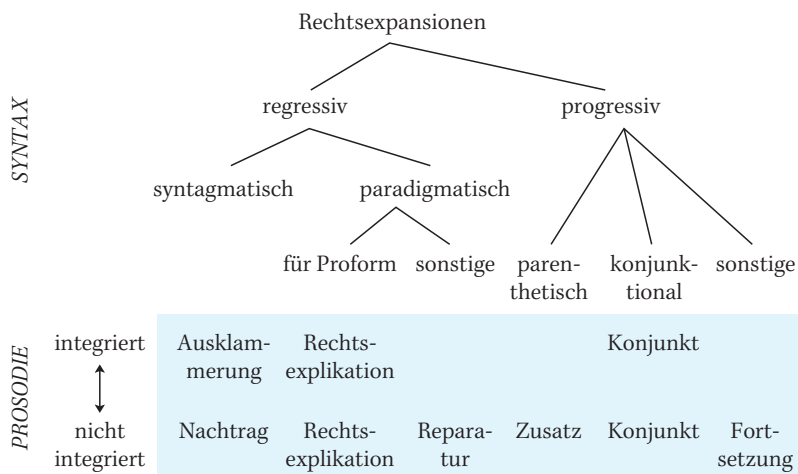 Rechtsexpansionen
regressiv progressiv
SYNTAX
syntagmatisch paradigmatisch
für Proform sonstige paren- konjunk- sonstige
thetisch tional
PROSODIE
integriert Ausklam- Rechts- Konjunkt
merung explikation
nicht Nachtrag Rechts- Repara- Zusatz Konjunkt Fort-
integriert explikation tur setzung